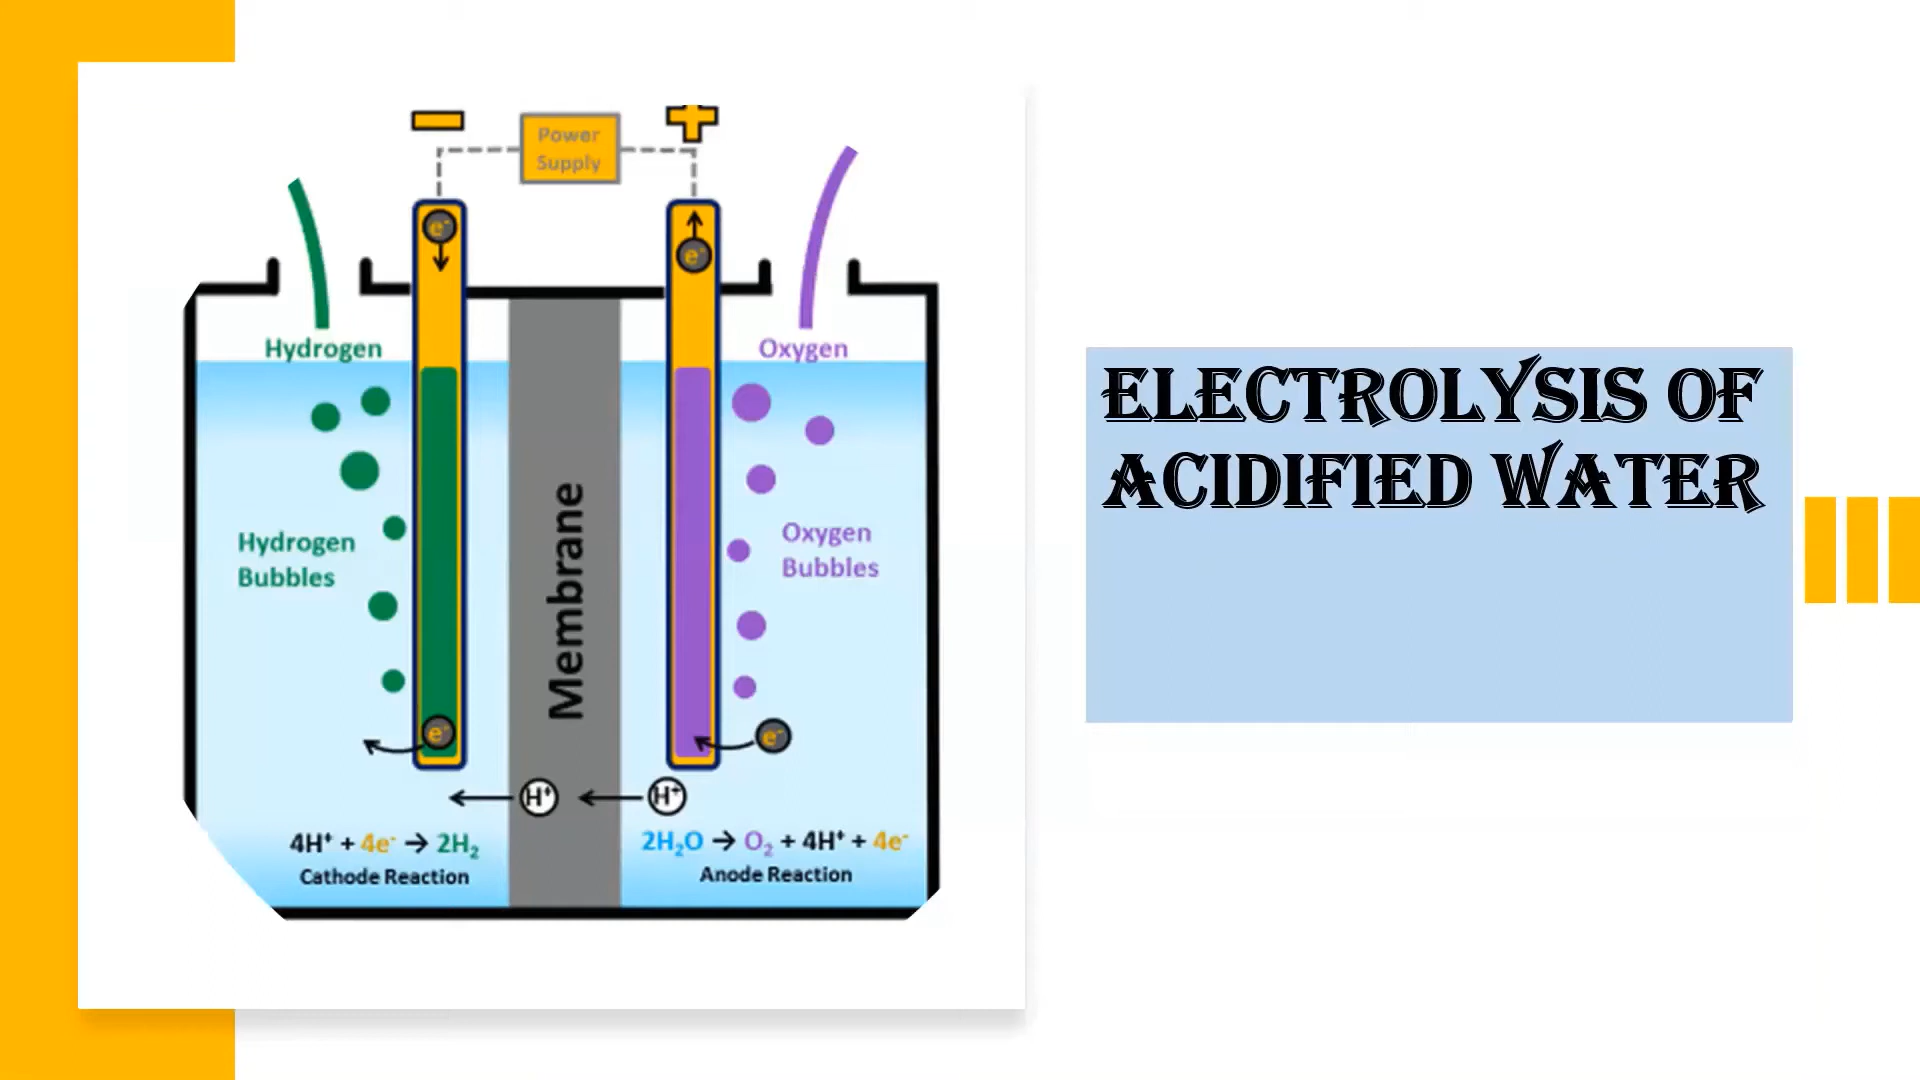 Power
Supply
e⁻
e⁻
Hydrogen
Oxygen
Hydrogen
Bubbles
Oxygen
Bubbles
Membrane
e⁻
e⁻
H⁺
H⁺
4H⁺ + 4e⁻ → 2H₂
Cathode Reaction
2H₂O → O₂ + 4H⁺ + 4e⁻
Anode Reaction
ELECTROLYSIS OF
ACIDIFIED WATER